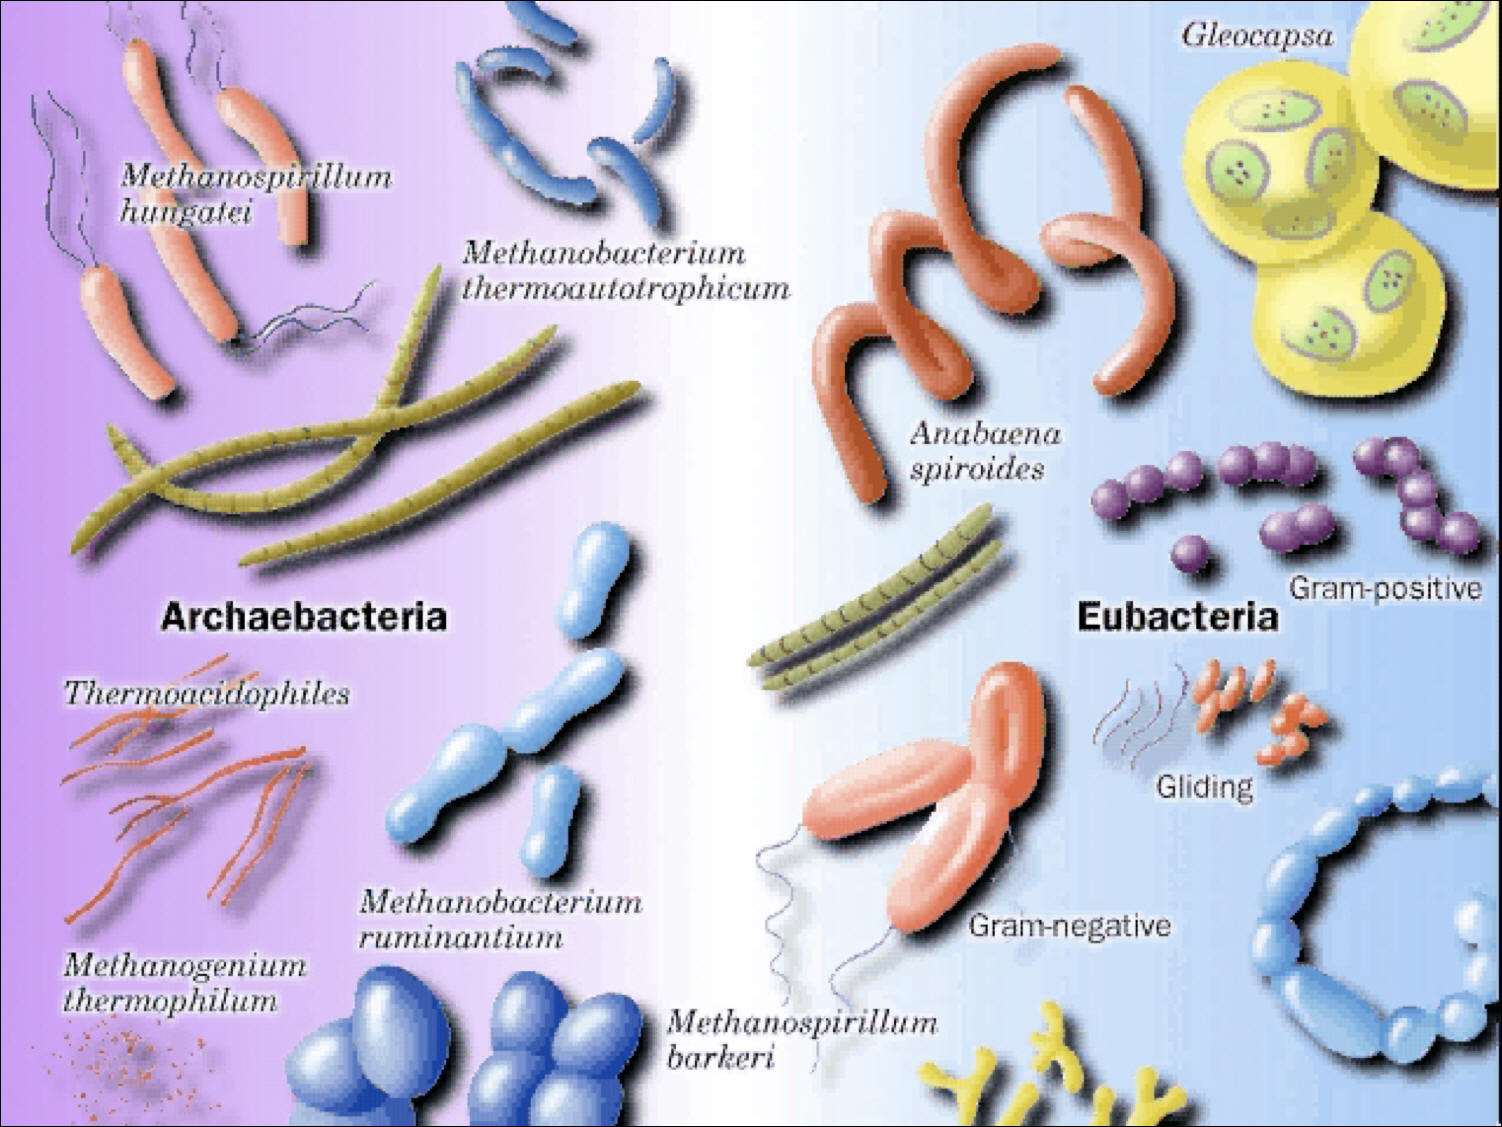 Gleocapsa
Methanospirillum
hungatei
Methanobacterium
thermoautotrophicum
Anabaena
spiroides
Gram-positive
Archaebacteria
Eubacteria
Thermoacidophiles
Gliding
Methanobacterium
ruminantium
Gram-negative
Methanogenium
thermophilum
Methanospirillum
barkeri